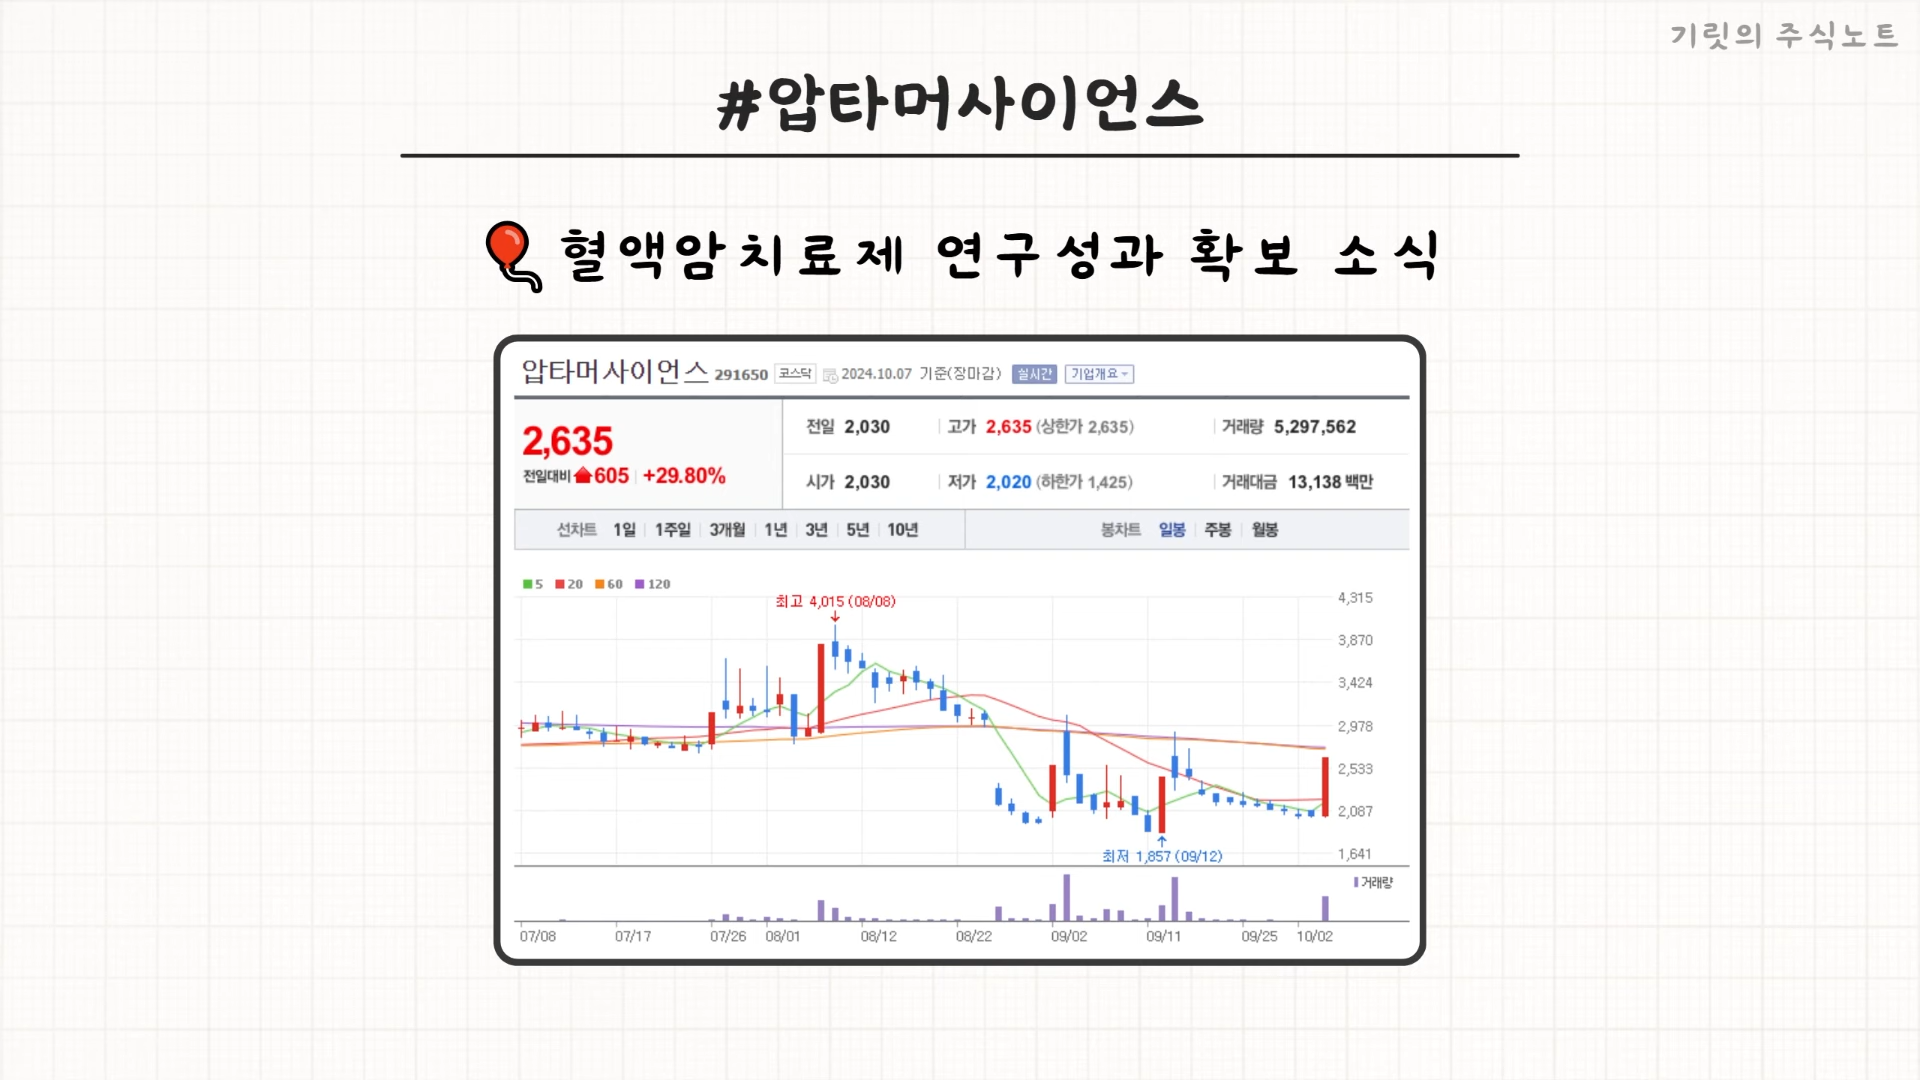 기릿의 주식노트
#압타머사이언스
혈액암치료제 연구성과 확보 소식
압타머사이언스 291650 코스닥 2024.10.07 기준(장마감) 실시간 기업개요
2,635
전일대비 605 +29.80%
전일 2,030 고가 2,635 (상한가 2,635) 거래량 5,297,562
시가 2,030 저가 2,020 (하한가 1,425) 거래대금 13,138 백만
선차트 1일 1주일 3개월 1년 3년 5년 10년 봉차트 일봉 주봉 월봉
5 20 60 120
최고 4,015 (08/08)
4,315
3,870
3,424
2,978
2,533
2,087
1,641
최저 1,857 (09/12)
거래량
07/08 07/17 07/26 08/01 08/12 08/22 09/02 09/11 09/25 10/02